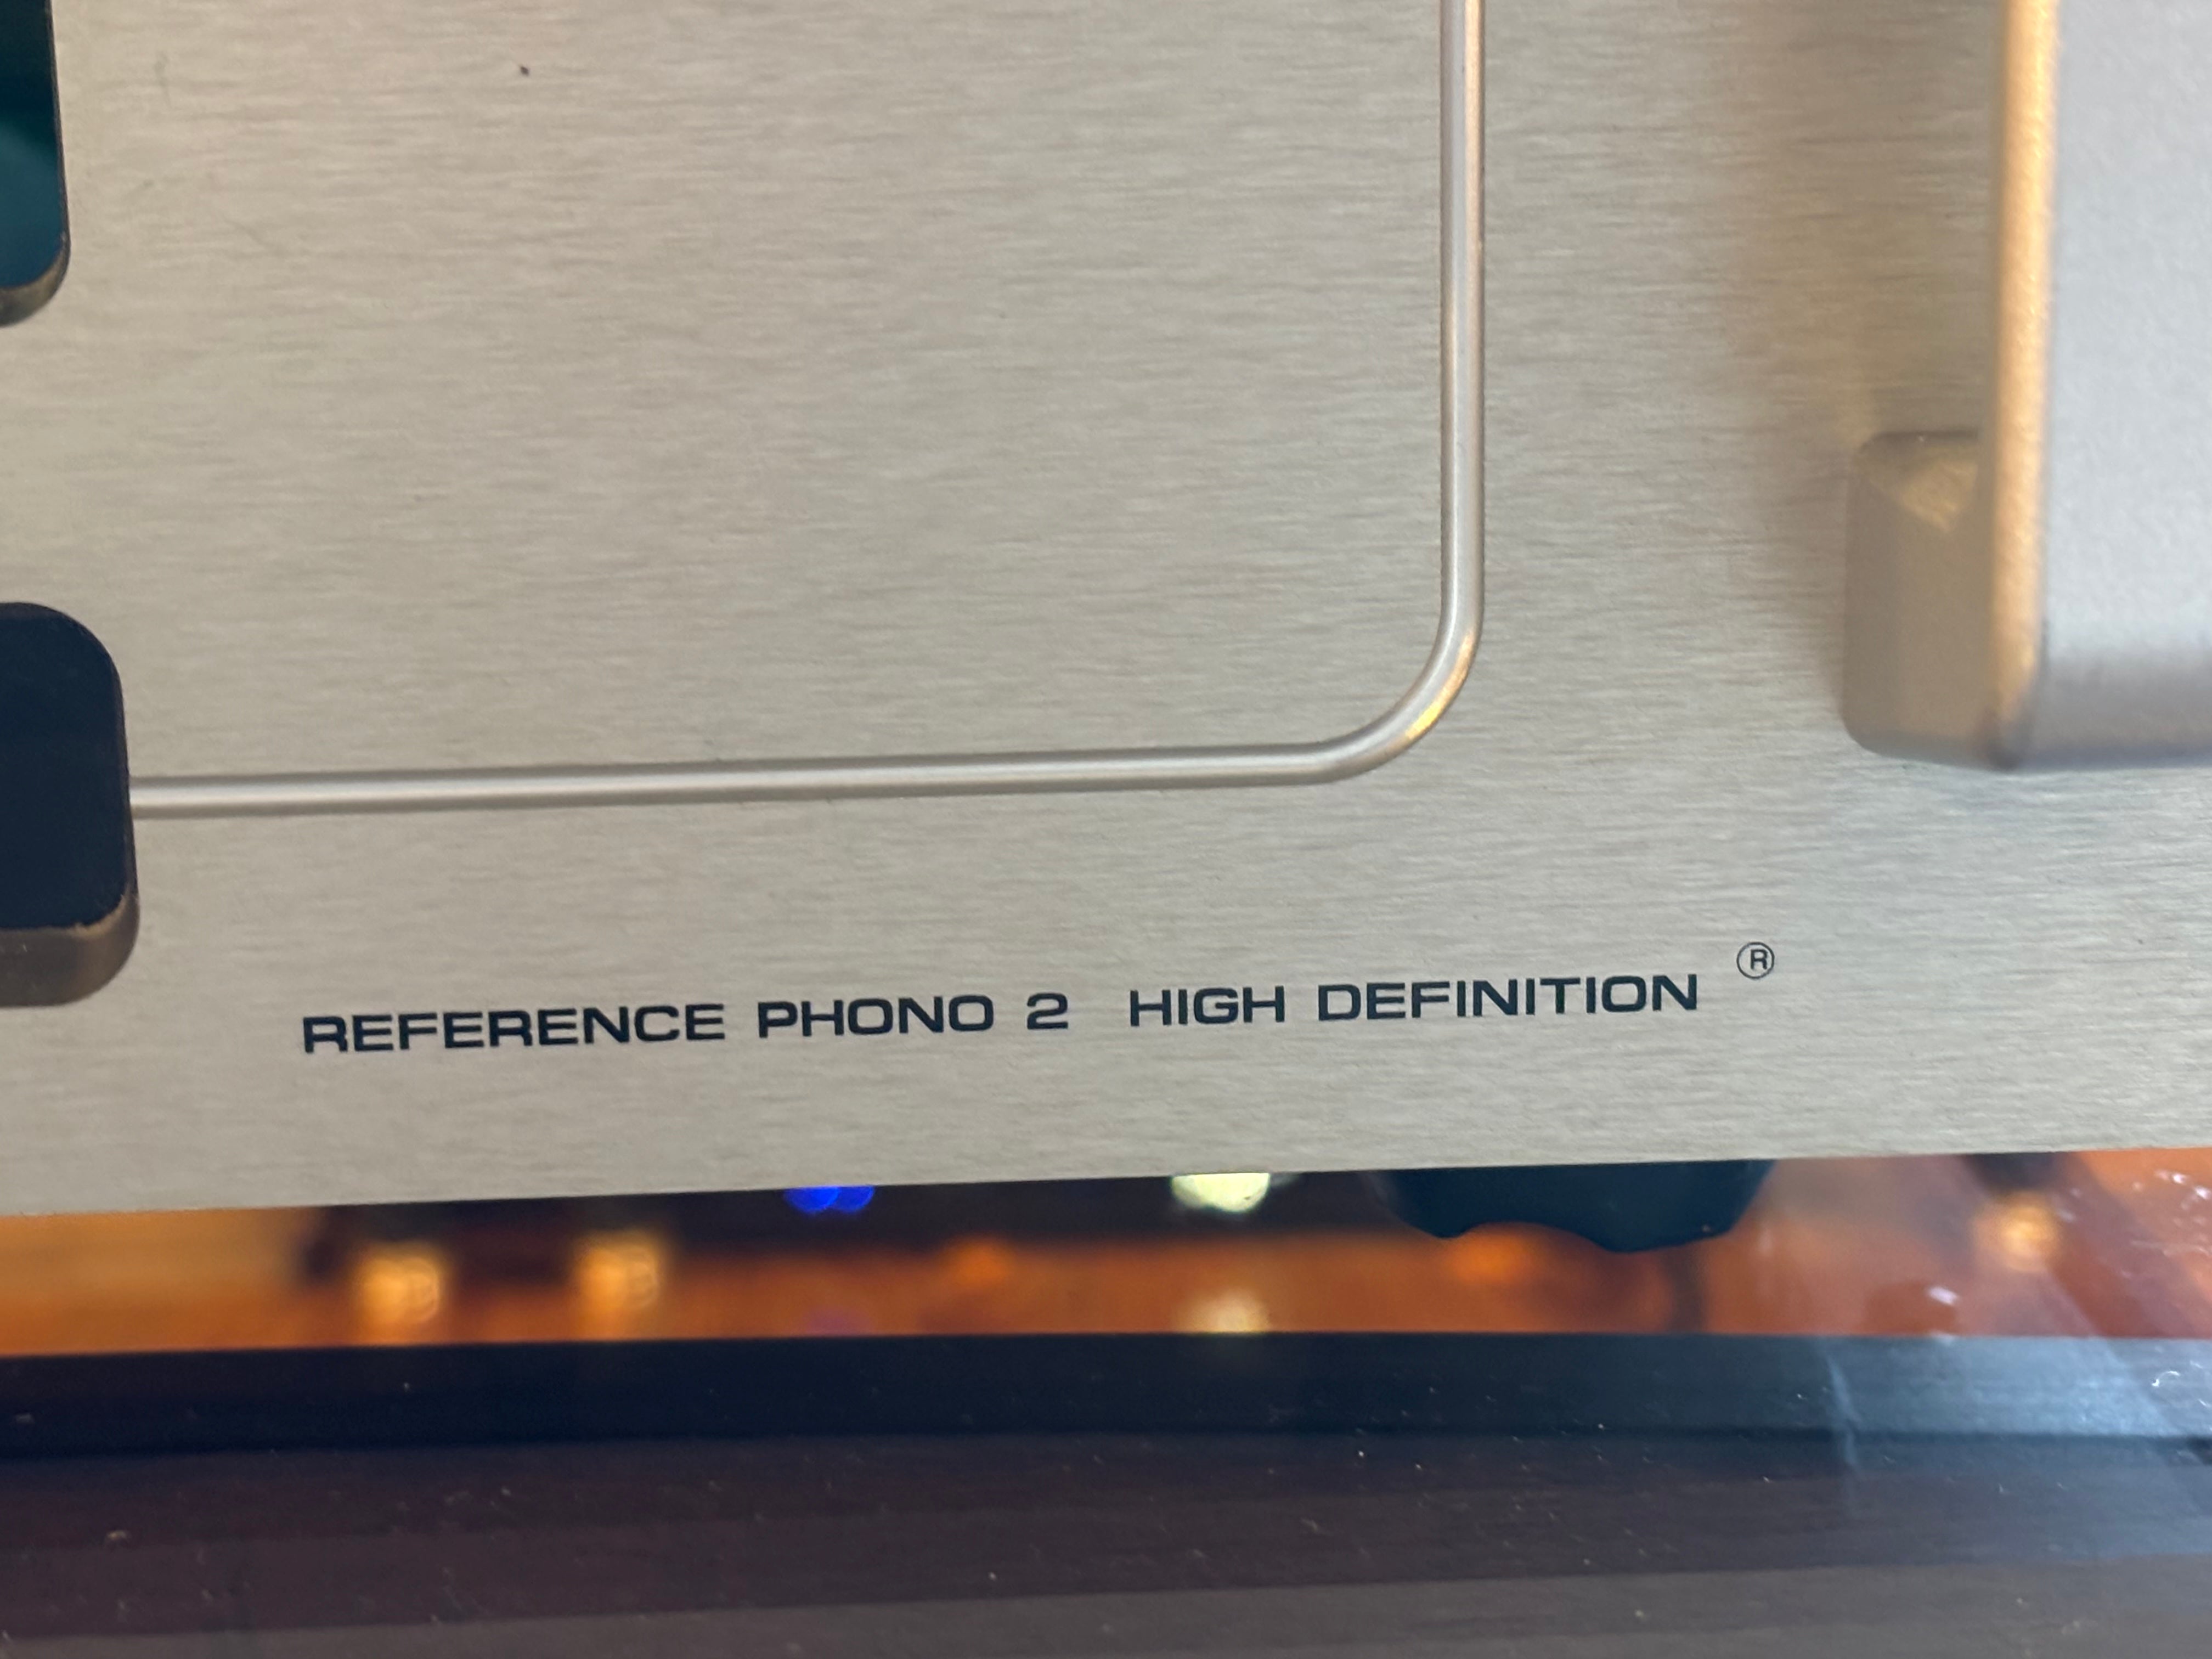 REFERENCE PHONO 2 HIGH DEFINITION ®